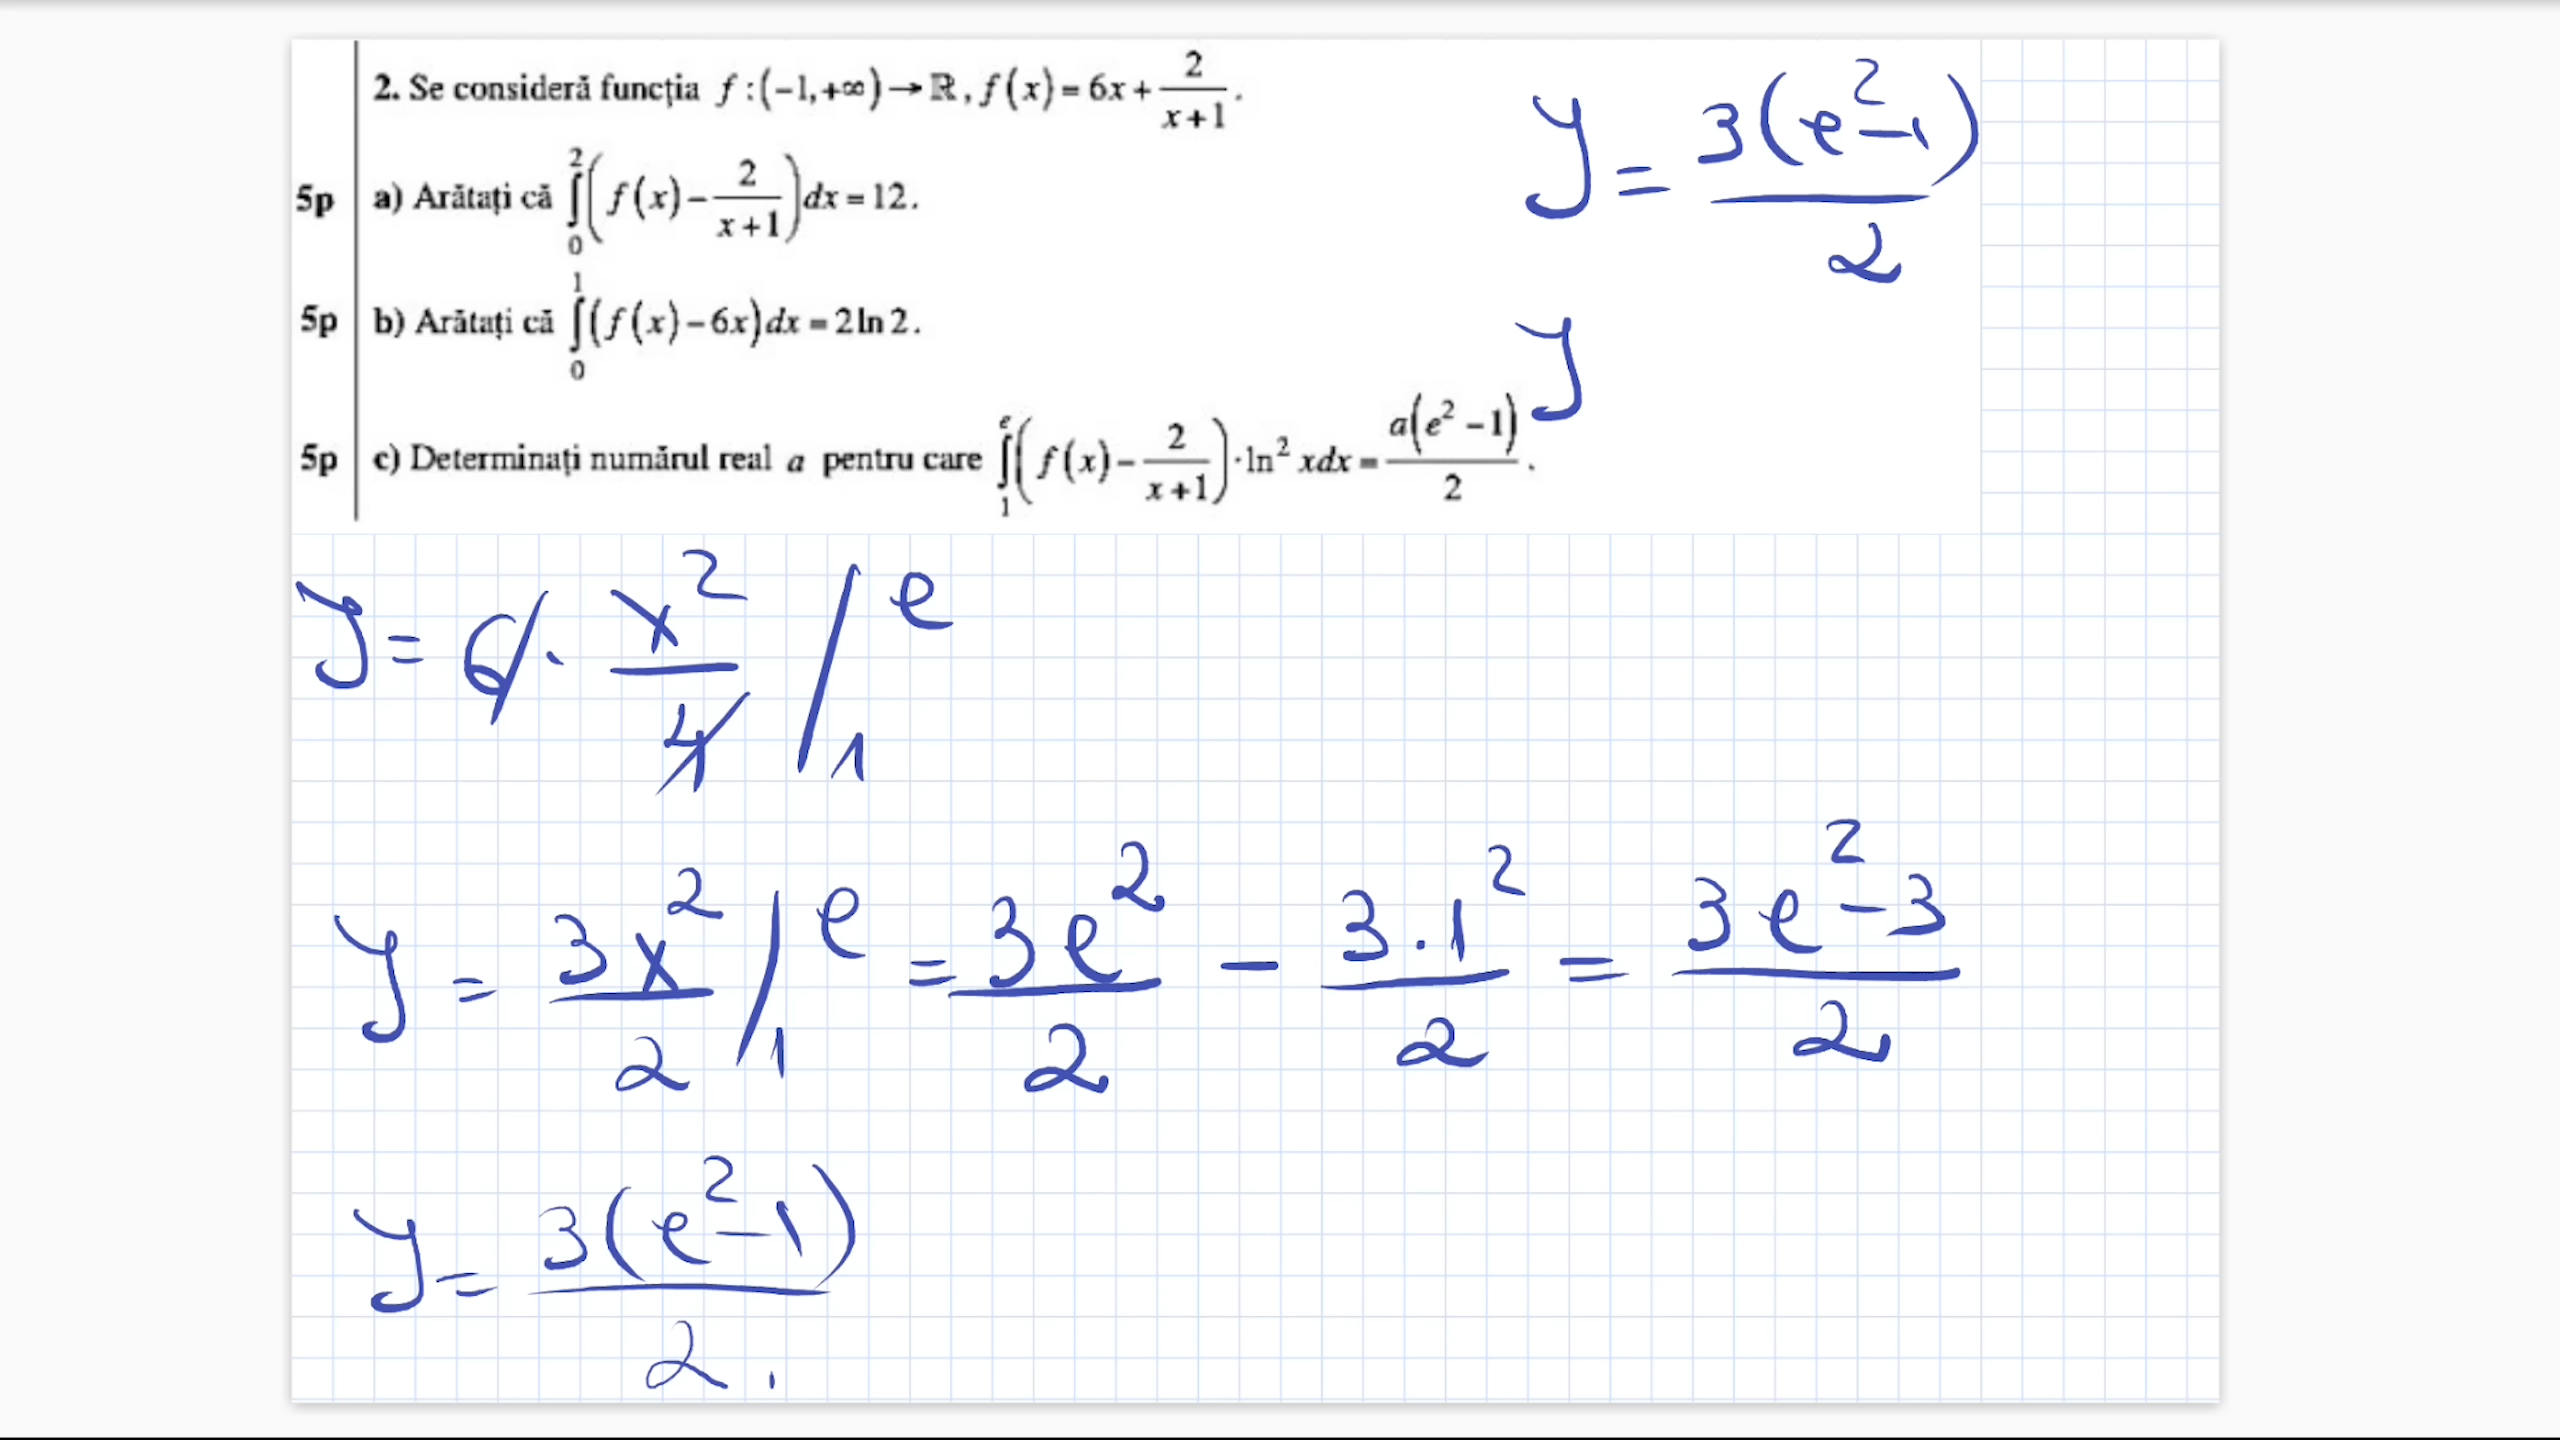 2. Se consideră funcția f : (−1, +∞) → ℝ, f(x) = 6x + 2/(x+1).
5p a) Arătați că ∫₀² (f(x) − 2/(x+1)) dx = 12.
5p b) Arătați că ∫₀¹ (f(x) − 6x) dx = 2 ln 2.
5p c) Determinați numărul real a pentru care ∫₁ᵉ (f(x) − 2/(x+1)) · ln² x dx = a(e² − 1)/2.
y = 3(e² − 1)/2
y
y = 6 · x²/4 /₁ᵉ
y = 3x²/2 /₁ᵉ = 3e²/2 − 3·1²/2 = 3e² − 3/2
y = 3(e² − 1)/2 .